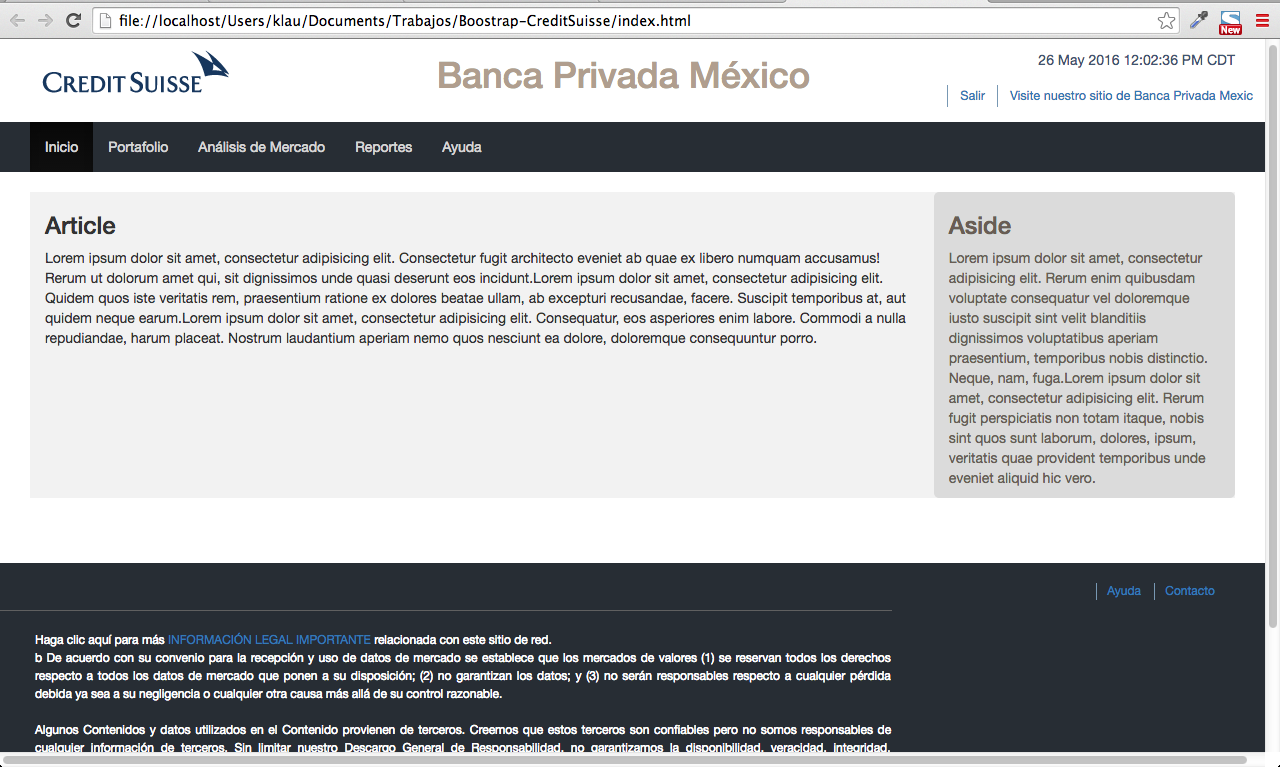 file://localhost/Users/klau/Documents/Trabajos/Boostrap-CreditSuisse/index.html
New
CREDIT SUISSE
Banca Privada México
26 May 2016 12:02:36 PM CDT
Salir
Visite nuestro sitio de Banca Privada Mexic
Inicio
Portafolio
Análisis de Mercado
Reportes
Ayuda
Article
Lorem ipsum dolor sit amet, consectetur adipisicing elit. Consectetur fugit architecto eveniet ab quae ex libero numquam accusamus!
Rerum ut dolorum amet qui, sit dignissimos unde quasi deserunt eos incidunt.Lorem ipsum dolor sit amet, consectetur adipisicing elit.
Quidem quos iste veritatis rem, praesentium ratione ex dolores beatae ullam, ab excepturi recusandae, facere. Suscipit temporibus at, aut
quidem neque earum.Lorem ipsum dolor sit amet, consectetur adipisicing elit. Consequatur, eos asperiores enim labore. Commodi a nulla
repudiandae, harum placeat. Nostrum laudantium aperiam nemo quos nesciunt ea dolore, doloremque consequuntur porro.
Aside
Lorem ipsum dolor sit amet, consectetur
adipisicing elit. Rerum enim quibusdam
voluptate consequatur vel doloremque
iusto suscipit sint velit blanditiis
dignissimos voluptatibus aperiam
praesentium, temporibus nobis distinctio.
Neque, nam, fuga.Lorem ipsum dolor sit
amet, consectetur adipisicing elit. Rerum
fugit perspiciatis non totam itaque, nobis
sint quos sunt laborum, dolores, ipsum,
veritatis quae provident temporibus unde
eveniet aliquid hic vero.
Ayuda
Contacto
Haga clic aquí para más INFORMACIÓN LEGAL IMPORTANTE relacionada con este sitio de red.
b De acuerdo con su convenio para la recepción y uso de datos de mercado se establece que los mercados de valores (1) se reservan todos los derechos
respecto a todos los datos de mercado que ponen a su disposición; (2) no garantizan los datos; y (3) no serán responsables respecto a cualquier pérdida
debida ya sea a su negligencia o cualquier otra causa más allá de su control razonable.
Algunos Contenidos y datos utilizados en el Contenido provienen de terceros. Creemos que estos terceros son confiables pero no somos responsables de
cualquier información de terceros. Sin limitar nuestro Descargo General de Responsabilidad, no garantizamos la disponibilidad, veracidad, integridad,